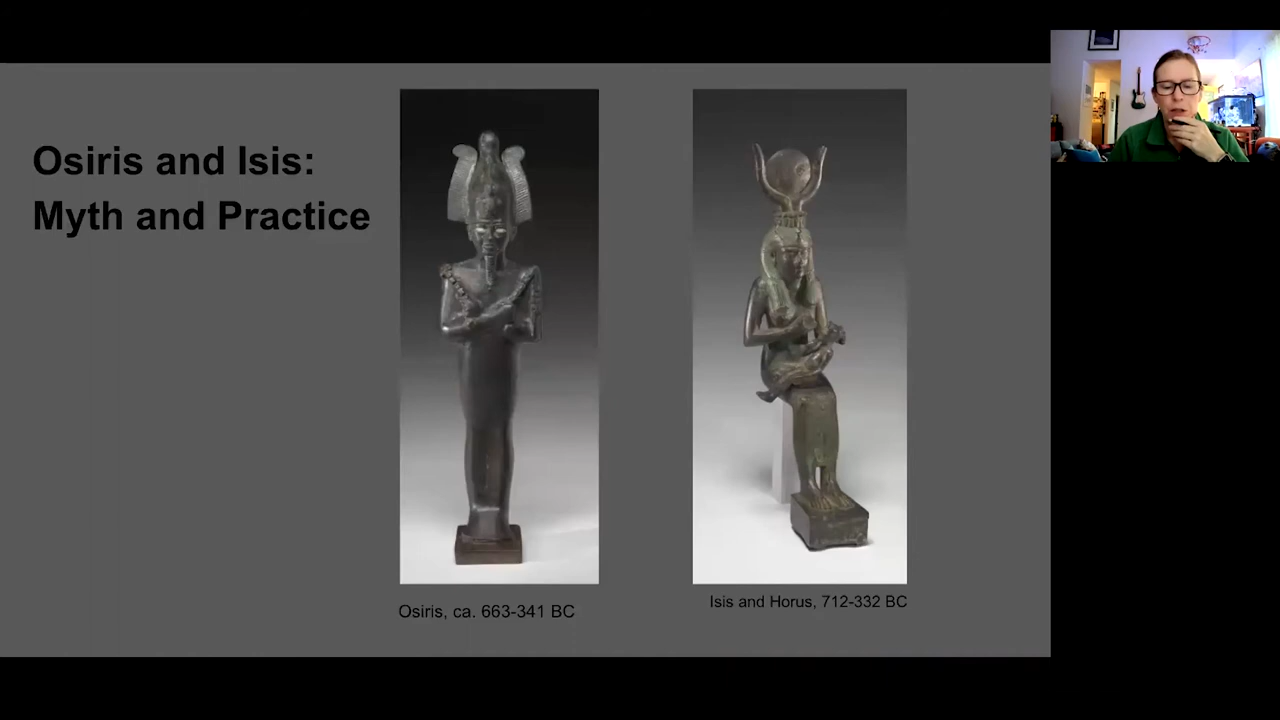 Osiris and Isis:
Myth and Practice
Osiris, ca. 663-341 BC
Isis and Horus, 712-332 BC